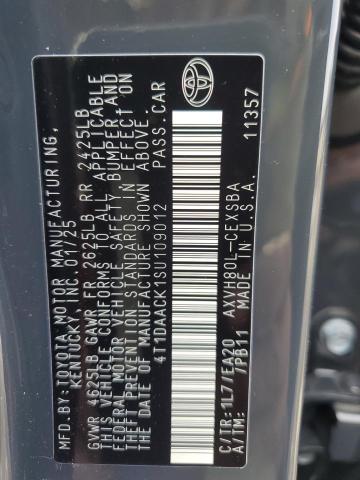 MFD.BY:TOYOTA MOTOR MANUFACTURING,
KENTUCKY, INC. 01/25
GVWR 4625LB GAWR FR 2625LB RR 2425LB
THIS VEHICLE CONFORMS TO ALL APPLICABLE
FEDERAL MOTOR VEHICLE SAFETY BUMPER, AND
THEFT PREVENTION STANDARDS IN EFFECT ON
THE DATE OF MANUFACTURE SHOWN ABOVE.
4T1DAACK1SU109012 PASS.CAR
C/TR:1L7/EA20 AXVH80L-CEXSBA
A/TM: /PB11 MADE IN U.S.A.
11357